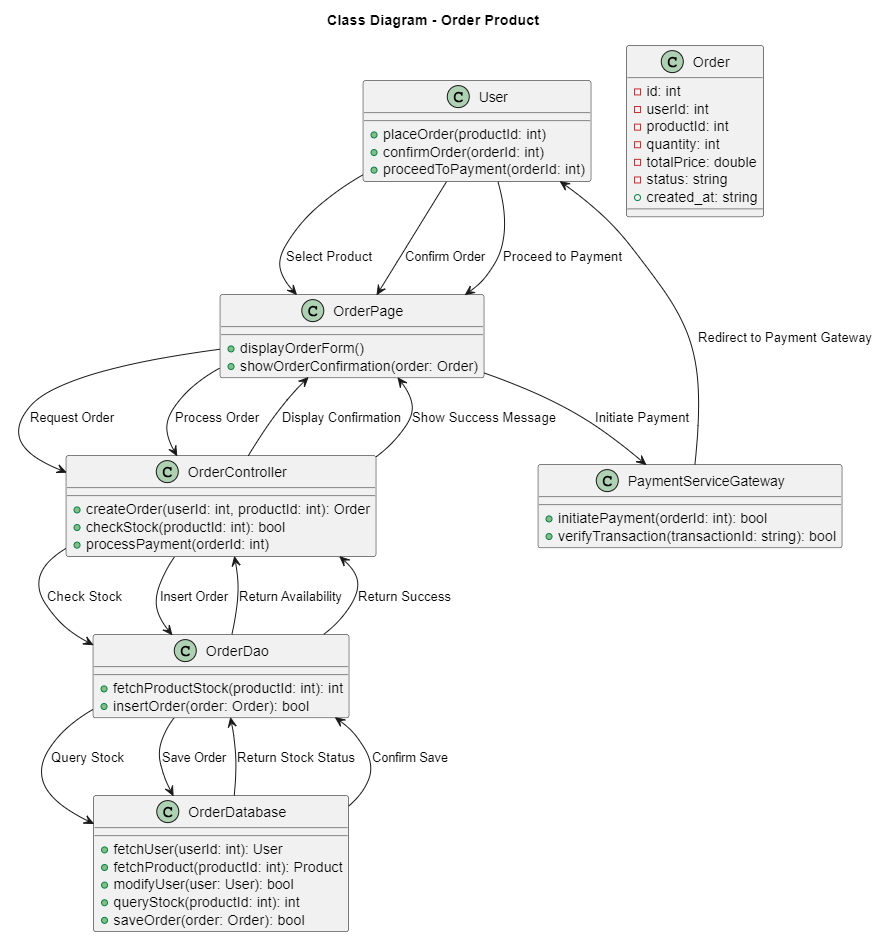 Class Diagram - Order Product
C User
placeOrder(productId: int)
confirmOrder(orderId: int)
proceedToPayment(orderId: int)
C Order
id: int
userId: int
productId: int
quantity: int
totalPrice: double
status: string
created_at: string
Select Product
Confirm Order
Proceed to Payment
Redirect to Payment Gateway
C OrderPage
displayOrderForm()
showOrderConfirmation(order: Order)
Request Order
Process Order
Display Confirmation
Show Success Message
Initiate Payment
C OrderController
createOrder(userId: int, productId: int): Order
checkStock(productId: int): bool
processPayment(orderId: int)
C PaymentServiceGateway
initiatePayment(orderId: int): bool
verifyTransaction(transactionId: string): bool
Check Stock
Insert Order
Return Availability
Return Success
C OrderDao
fetchProductStock(productId: int): int
insertOrder(order: Order): bool
Query Stock
Save Order
Return Stock Status
Confirm Save
C OrderDatabase
fetchUser(userId: int): User
fetchProduct(productId: int): Product
modifyUser(user: User): bool
queryStock(productId: int): int
saveOrder(order: Order): bool